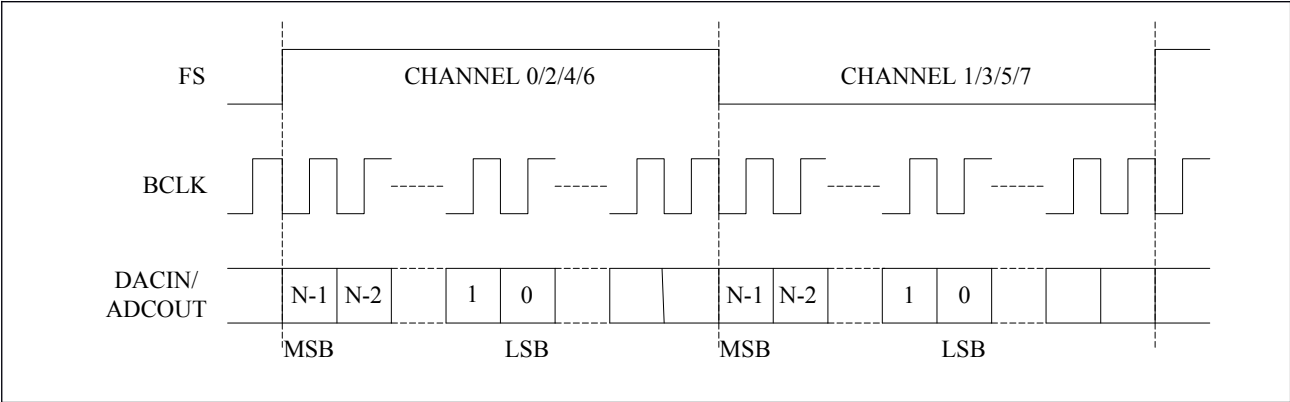 FS CHANNEL 0/2/4/6 CHANNEL 1/3/5/7
BCLK
DACIN/
ADCOUT
N-1 N-2 1 0 N-1 N-2 1 0
MSB LSB MSB LSB